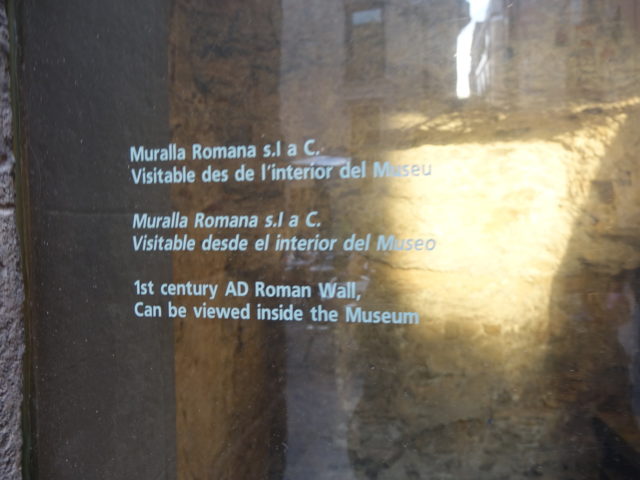 Muralla Romana s.I a C.
Visitable des de l'interior del Museu
Muralla Romana s.I a C.
Visitable desde el interior del Museo
1st century AD Roman Wall,
Can be viewed inside the Museum